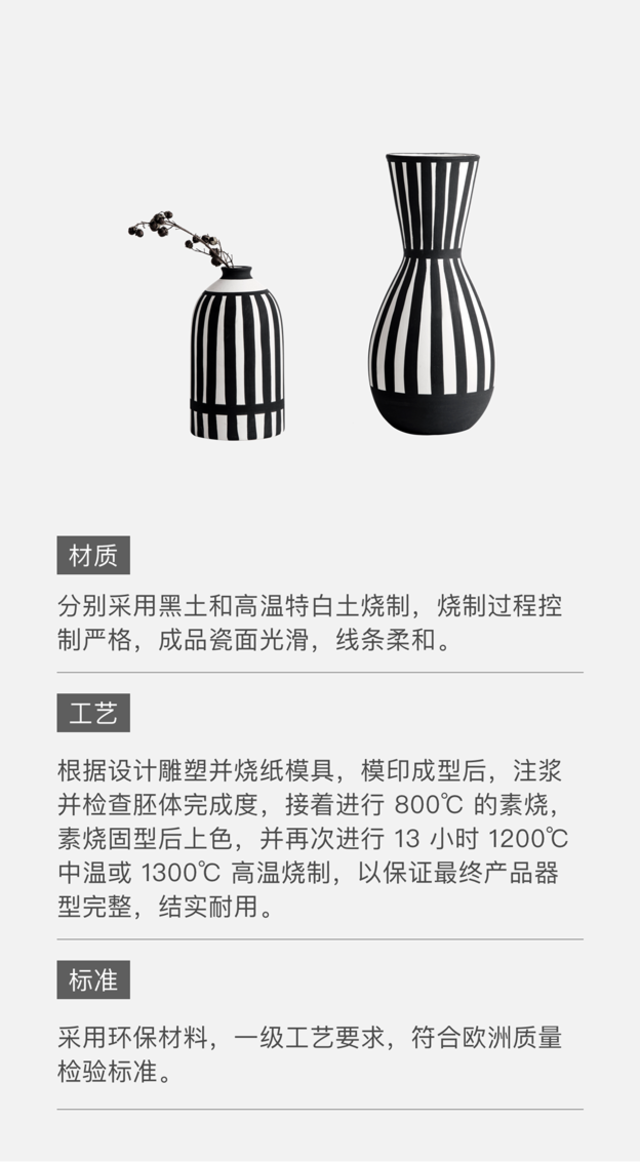 材质
分别采用黑土和高温特白土烧制，烧制过程控
制严格，成品瓷面光滑，线条柔和。
工艺
根据设计雕塑并烧纸模具，模印成型后，注浆
并检查胚体完成度，接着进行 800℃ 的素烧，
素烧固型后上色，并再次进行 13 小时 1200℃
中温或 1300℃ 高温烧制，以保证最终产品器
型完整，结实耐用。
标准
采用环保材料，一级工艺要求，符合欧洲质量
检验标准。